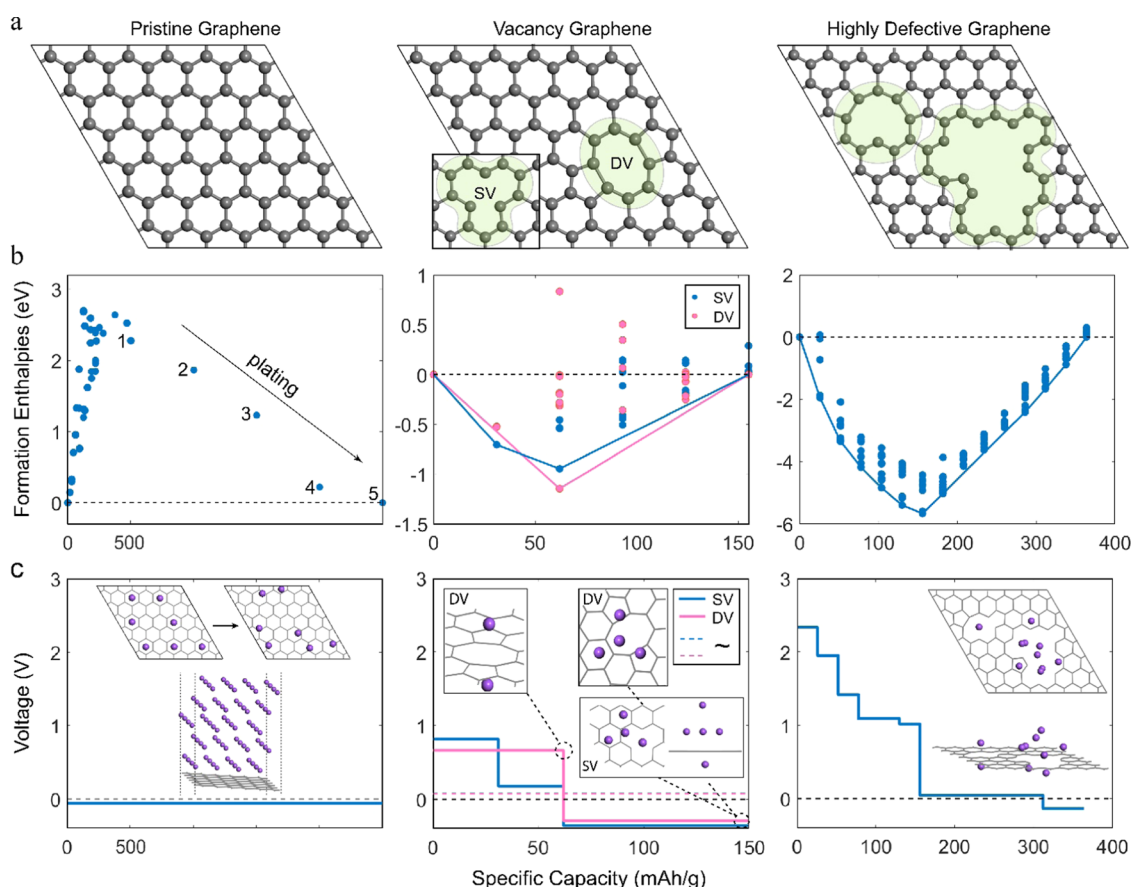 a
Pristine Graphene
Vacancy Graphene
Highly Defective Graphene
SV
DV
b
Formation Enthalpies (eV)
3
2
1
0
0
500
1
2
3
4
5
plating
1
0.5
0
-0.5
-1
-1.5
0
50
100
150
SV
DV
2
0
-2
-4
-6
0
100
200
300
400
c
Voltage (V)
3
2
1
0
0
500
3
2
1
0
0
50
100
150
DV
DV
SV
SV
DV
~
3
2
1
0
0
100
200
300
400
Specific Capacity (mAh/g)